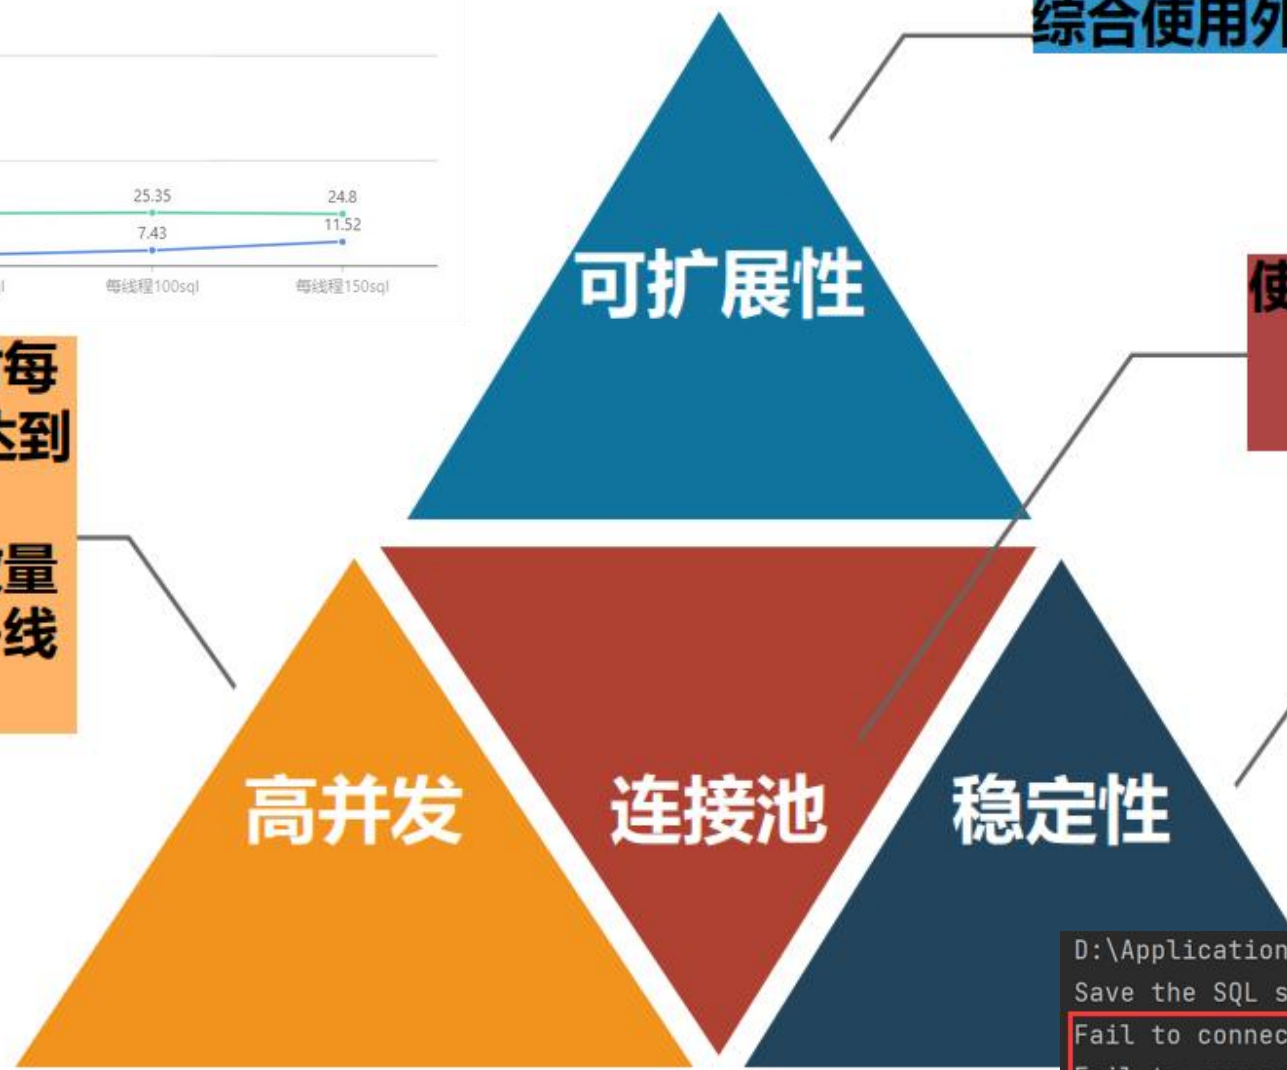 综合使用外
25.35
24.8
7.43
11.52
每线程100sql
每线程150sql
可扩展性
使
每
达到
量
线
高并发
连接池
稳定性
D:\Application
Save the SQL s
Fail to connec